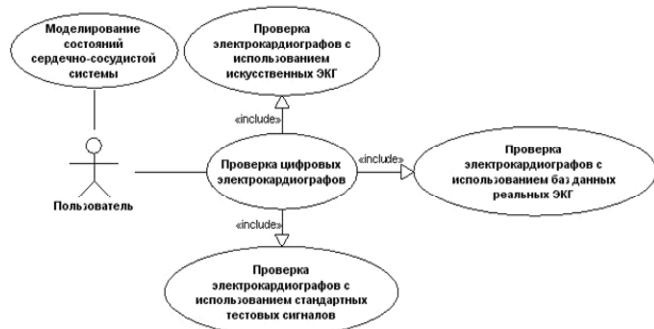 Моделирование
состояний
сердечно-сосудистой
системы
Проверка
электрокардиографов с
использованием
искусственных ЭКГ
«include»
Проверка цифровых
электрокардиографов
«include»
Проверка
электрокардиографов с
использованием баз данных
реальных ЭКГ
Пользователь
«include»
Проверка
электрокардиографов с
использованием стандартных
тестовых сигналов